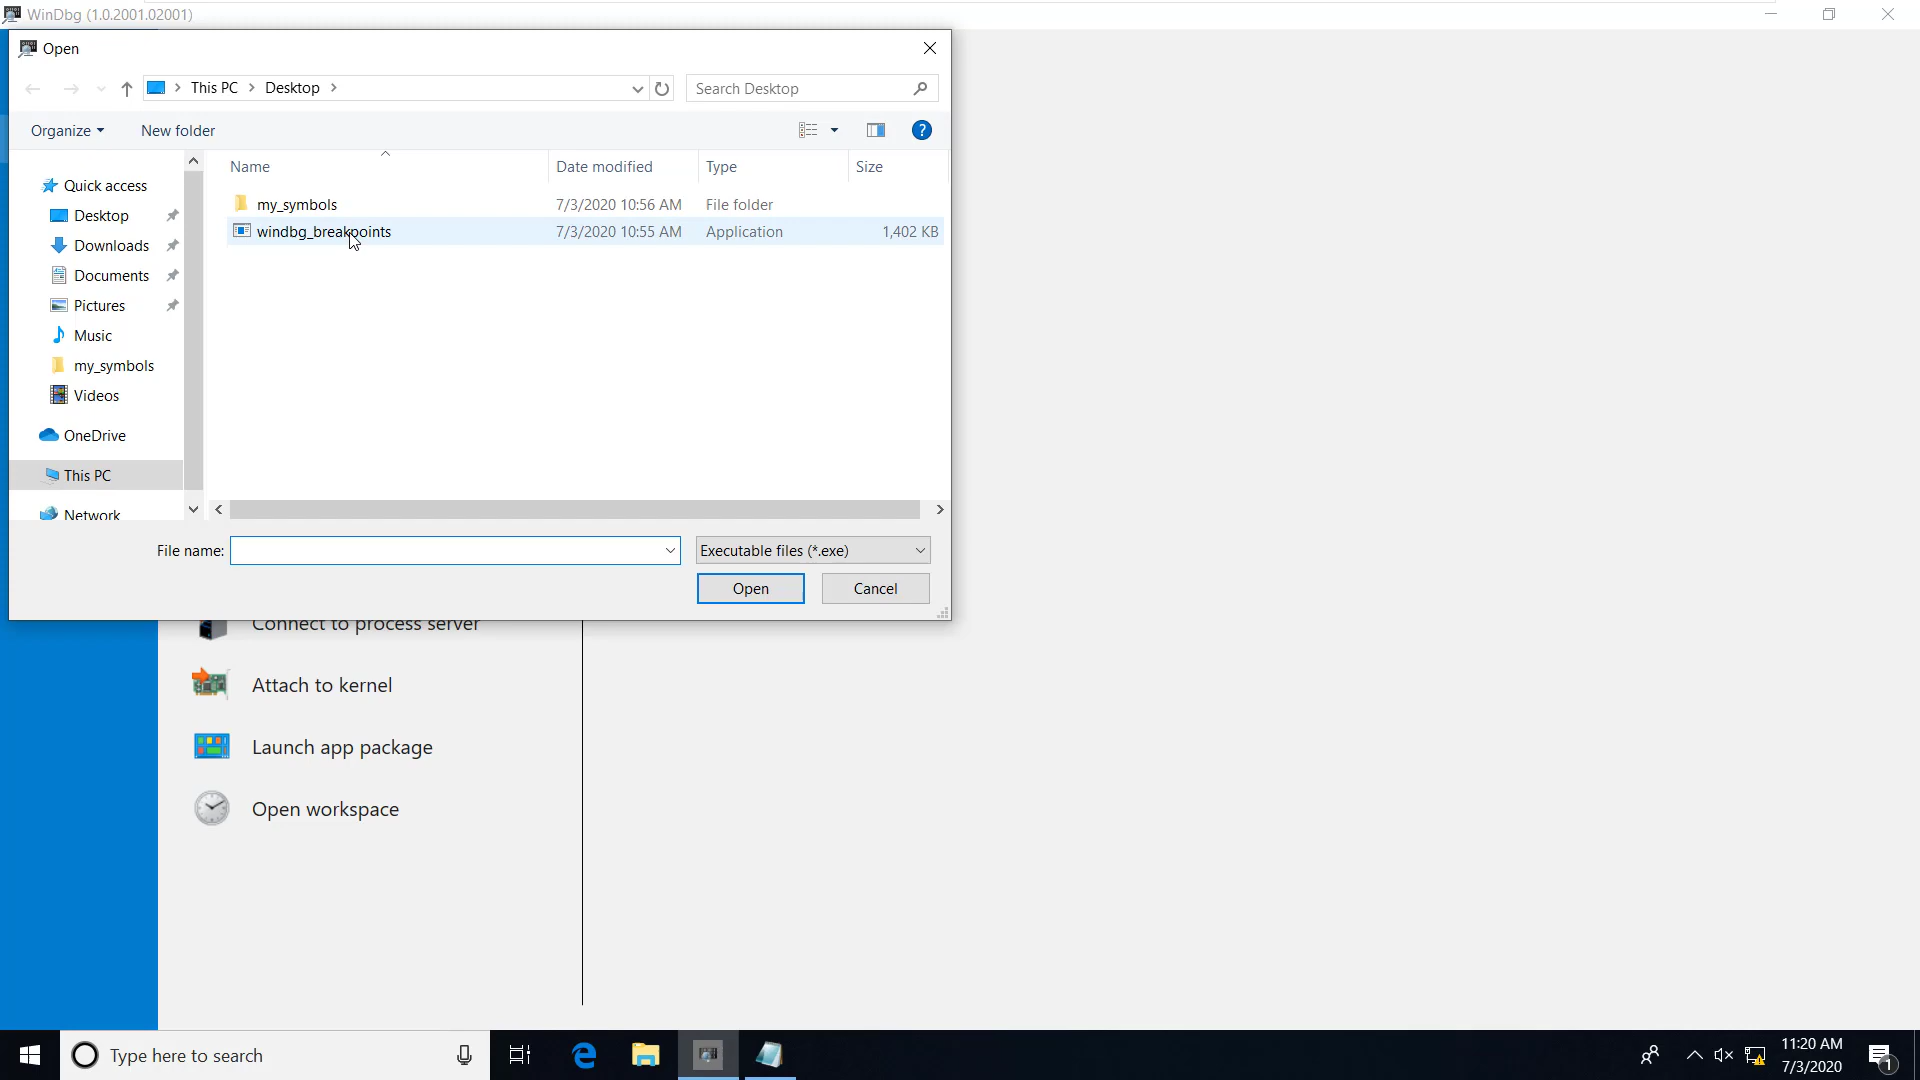 WinDbg (1.0.2001.02001)
Open
This PC
Desktop
Search Desktop
Organize
New folder
?
Name
Date modified
Type
Size
Quick access
Desktop
Downloads
Documents
Pictures
Music
my_symbols
Videos
OneDrive
This PC
Network
my_symbols 7/3/2020 10:56 AM File folder
windbg_breakpoints 7/3/2020 10:55 AM Application 1,402 KB
File name:
Executable files (*.exe)
Open
Cancel
Connect to process server
Attach to kernel
Launch app package
Open workspace
Type here to search
11:20 AM
7/3/2020
1